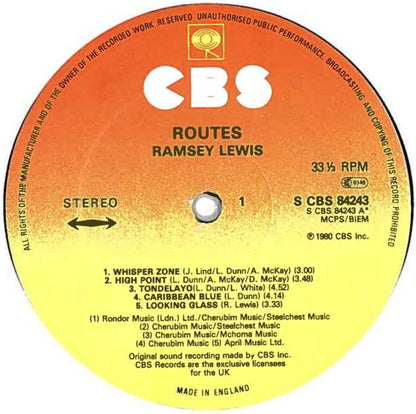 ALL RIGHTS OF THE MANUFACTURER AND OF THE OWNER OF THE RECORDED WORK RESERVED UNAUTHORISED PUBLIC PERFORMANCE, BROADCASTING AND COPYING OF THIS RECORD PROHIBITED
CBS
ROUTES
RAMSEY LEWIS
33⅓ RPM
STEREO
1
S CBS 84243
S CBS 84243 A*
MCPS/BIEM
℗ 1980 CBS Inc.
1. WHISPER ZONE (J. Lind/L. Dunn/A. McKay) (3.00)
2. HIGH POINT (L. Dunn/A. McKay/D. McKay) (3.48)
3. TONDELAYO (L. Dunn/L. White) (4.52)
4. CARIBBEAN BLUE (L. Dunn) (4.14)
5. LOOKING GLASS (R. Lewis) (3.33)
(1) Rondor Music (Ldn.) Ltd./Cherubim Music/Steelchest Music
(2) Cherubim Music/Steelchest Music
(3) Cherubim Music/Mchoma Music
(4) Cherubim Music (5) April Music Ltd.
Original sound recording made by CBS Inc.
CBS Records are the exclusive licensees
for the UK
MADE IN ENGLAND